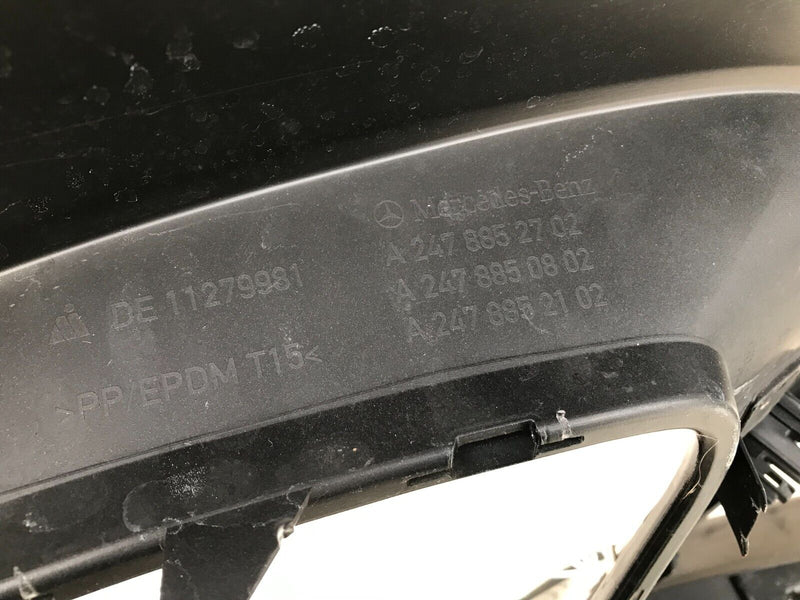 Mercedes-Benz
A 247 885 27 02
A 247 885 08 02
A 247 885 21 02
DE 11279981
>PP/EPDM T15<